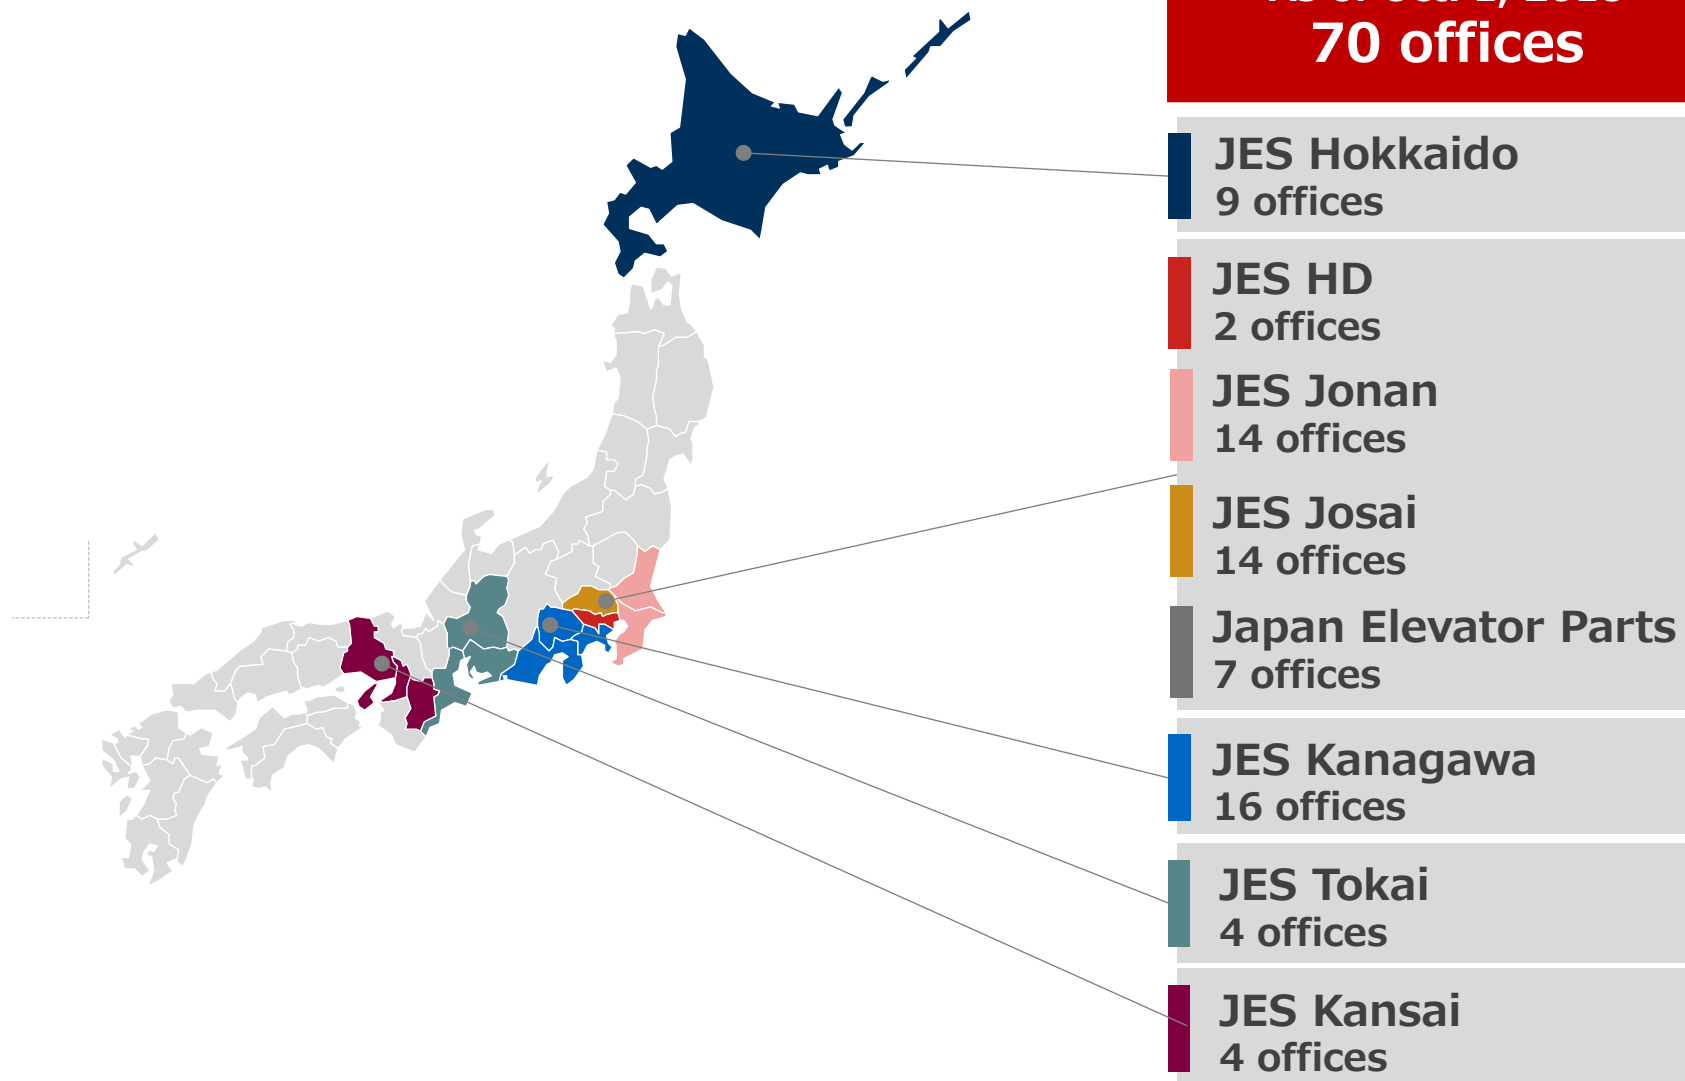 70 offices
JES Hokkaido
9 offices
JES HD
2 offices
JES Jonan
14 offices
JES Josai
14 offices
Japan Elevator Parts
7 offices
JES Kanagawa
16 offices
JES Tokai
4 offices
JES Kansai
4 offices